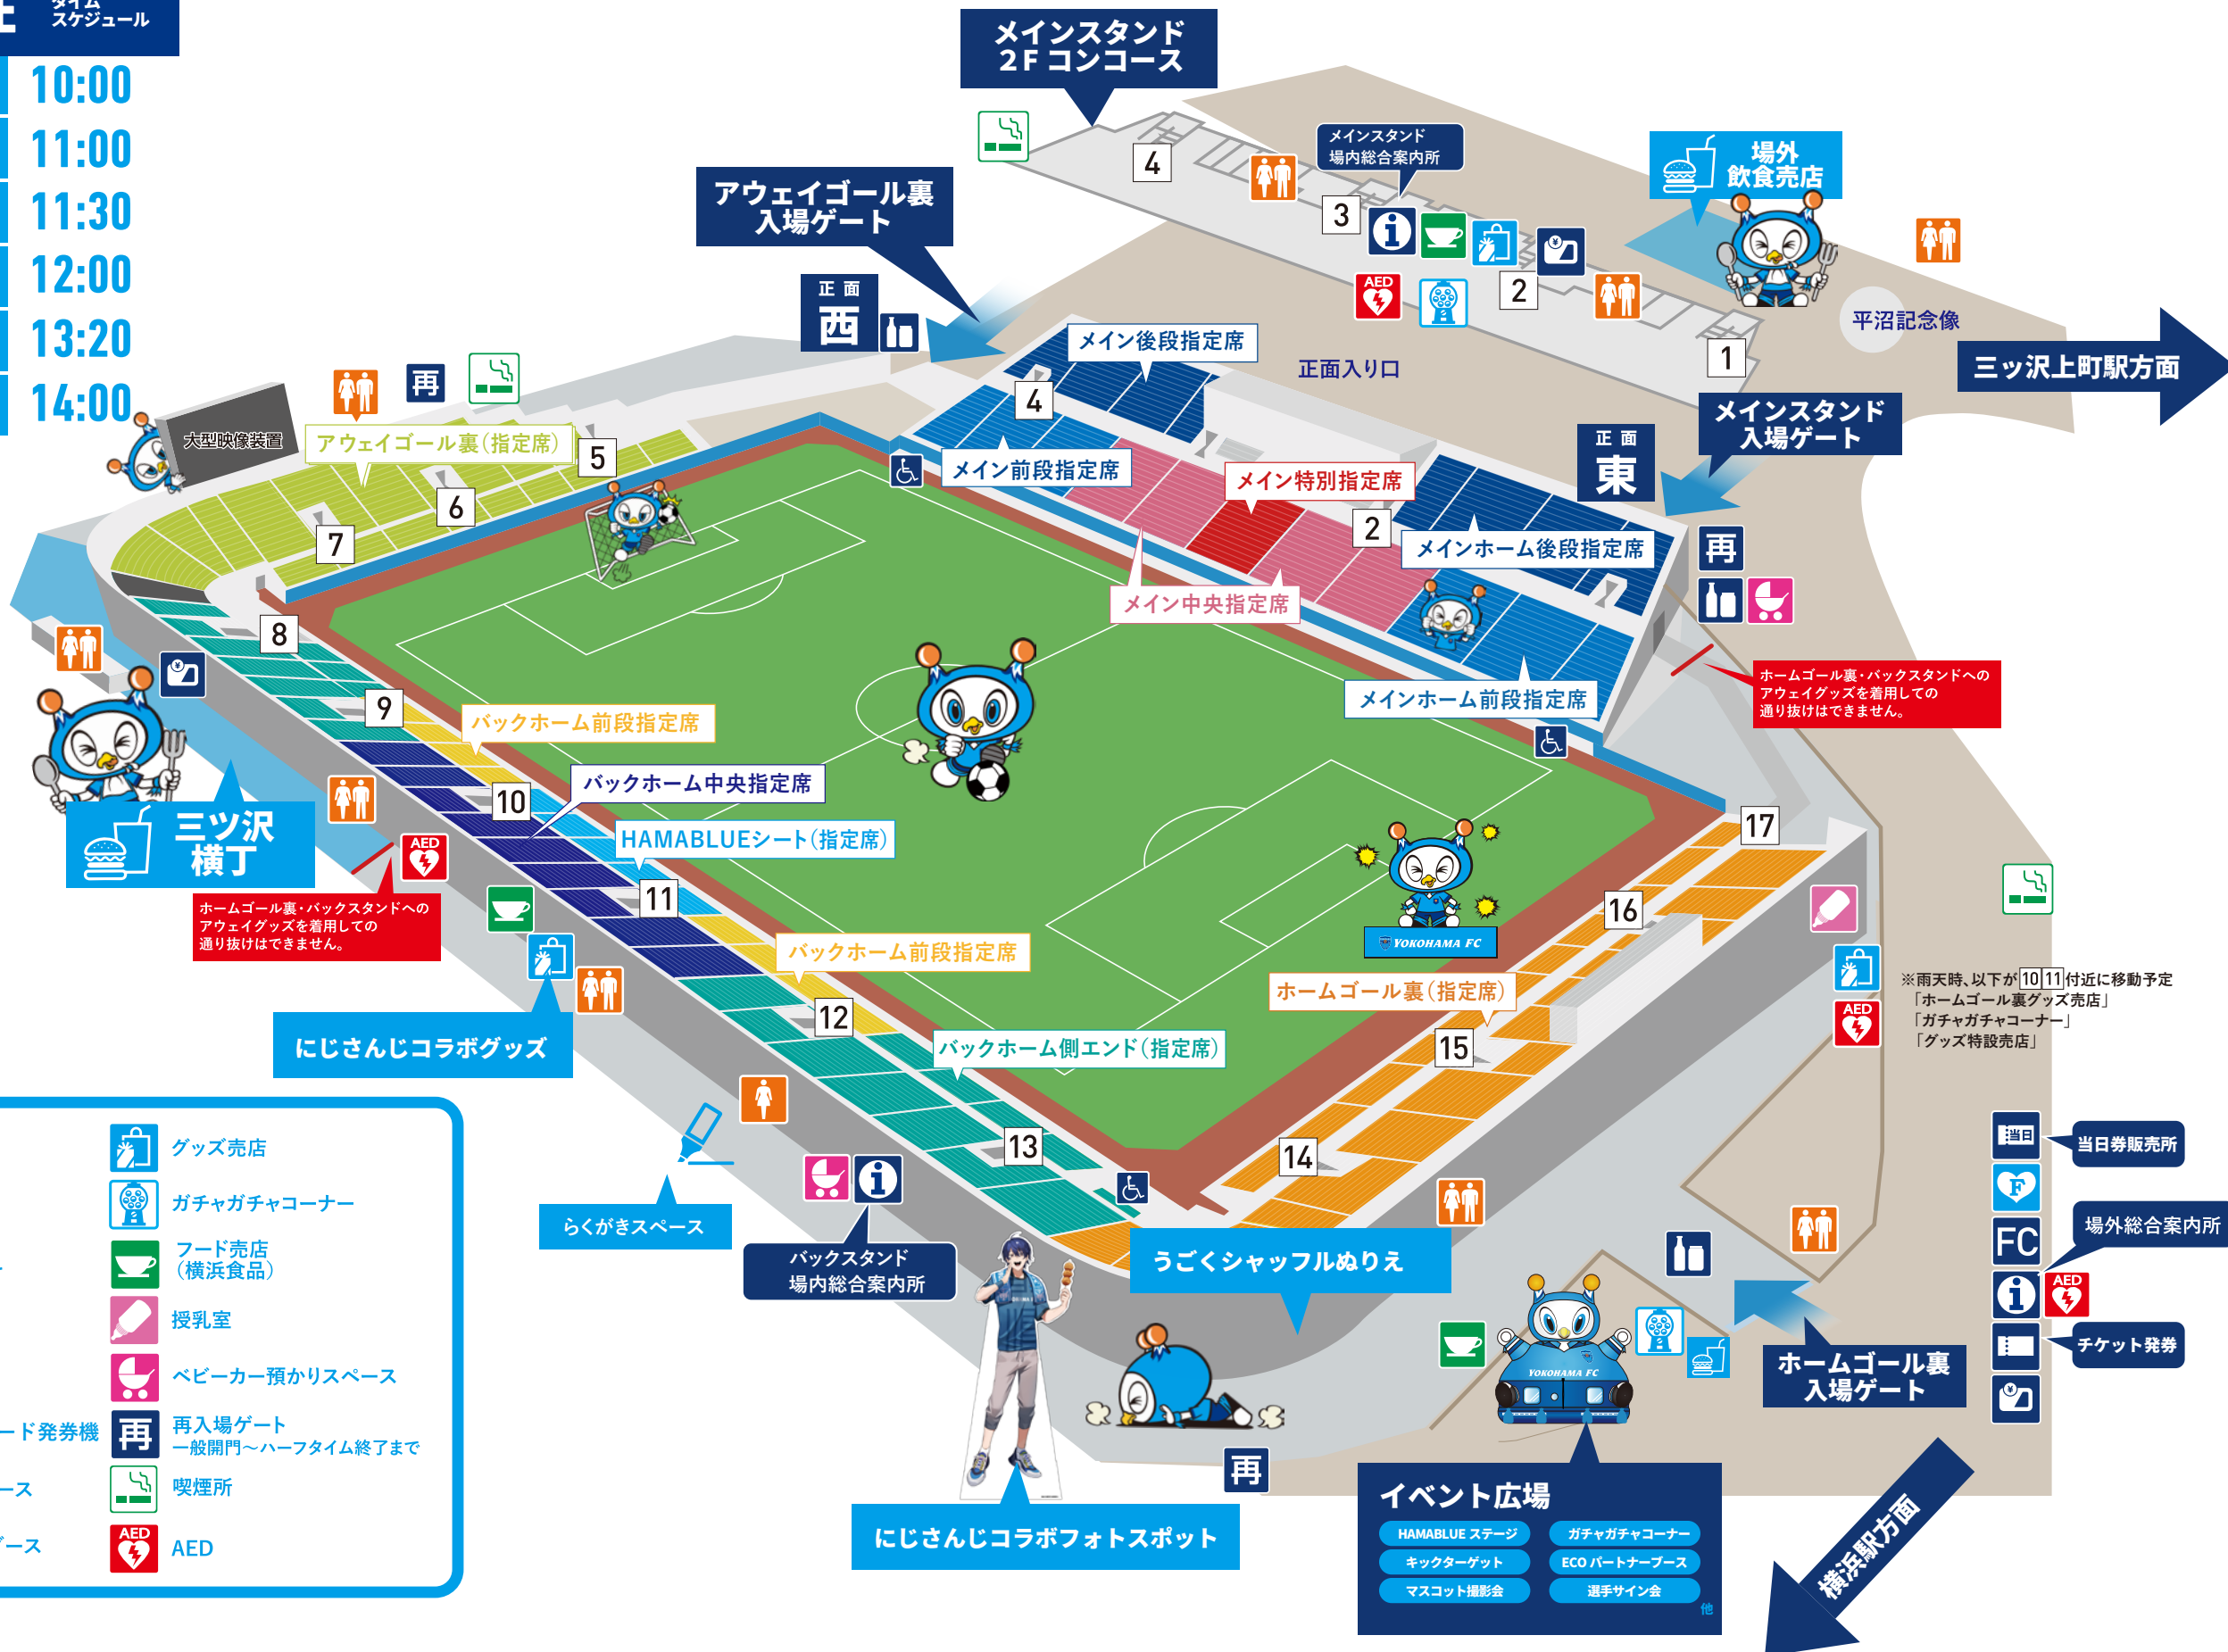 タイム
スケジュール
10:00
11:00
11:30
12:00
13:20
14:00
メインスタンド
2F コンコース
アウェイゴール裏
入場ゲート
正面
西
4
メインスタンド
場内総合案内所
3
2
1
AED
場外
飲食売店
平沼記念像
三ッ沢上町駅方面
正面入り口
メインスタンド
入場ゲート
正面
東
再
再
大型映像装置
アウェイゴール裏（指定席）
5
6
7
8
9
10
11
12
13
14
15
16
17
メイン後段指定席
4
メイン前段指定席
メイン特別指定席
2
メインホーム後段指定席
メイン中央指定席
メインホーム前段指定席
ホームゴール裏・バックスタンドへの
アウェイグッズを着用しての
通り抜けはできません。
バックホーム前段指定席
バックホーム中央指定席
HAMABLUEシート（指定席）
バックホーム前段指定席
バックホーム側エンド（指定席）
ホームゴール裏（指定席）
YOKOHAMA FC
三ツ沢
横丁
AED
ホームゴール裏・バックスタンドへの
アウェイグッズを着用しての
通り抜けはできません。
にじさんじコラボグッズ
らくがきスペース
バックスタンド
場内総合案内所
うごくシャッフルぬりえ
にじさんじコラボフォトスポット
再
AED
※雨天時、以下が10 11付近に移動予定
「ホームゴール裏グッズ売店」
「ガチャガチャコーナー」
「グッズ特設売店」
当日
当日券販売所
F
FC
場外総合案内所
AED
チケット発券
ホームゴール裏
入場ゲート
横浜駅方面
YOKOHAMA FC
イベント広場
HAMABLUE ステージ
ガチャガチャコーナー
キックターゲット
ECO パートナーブース
マスコット撮影会
選手サイン会
他
グッズ売店
ガチャガチャコーナー
フード売店
（横浜食品）
授乳室
ベビーカー預かりスペース
ード発券機
再
再入場ゲート
一般開門～ハーフタイム終了まで
ース
喫煙所
ース
AED
AED